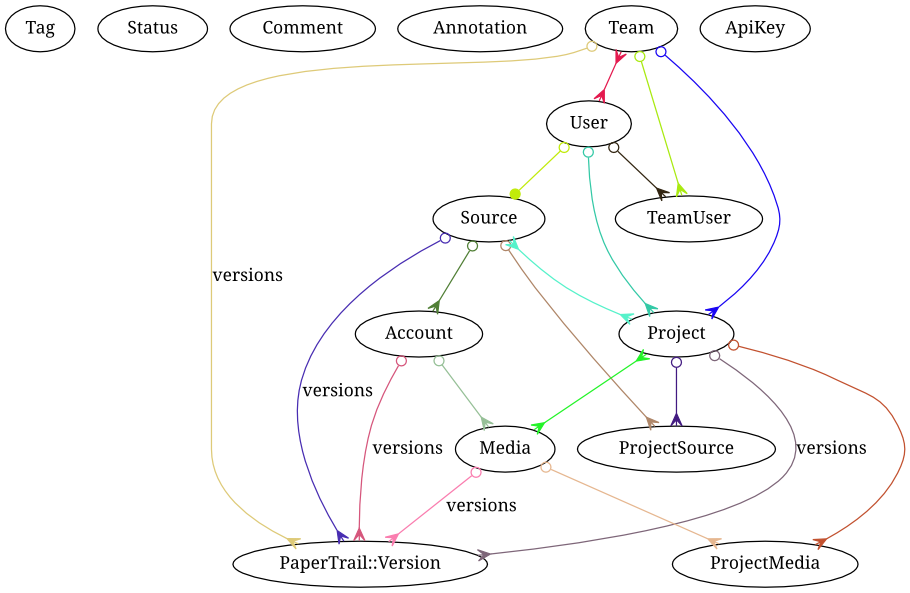 Tag
Status
Comment
Annotation
Team
ApiKey
User
Source
TeamUser
versions
Account
Project
versions
versions
Media
ProjectSource
versions
versions
PaperTrail::Version
ProjectMedia